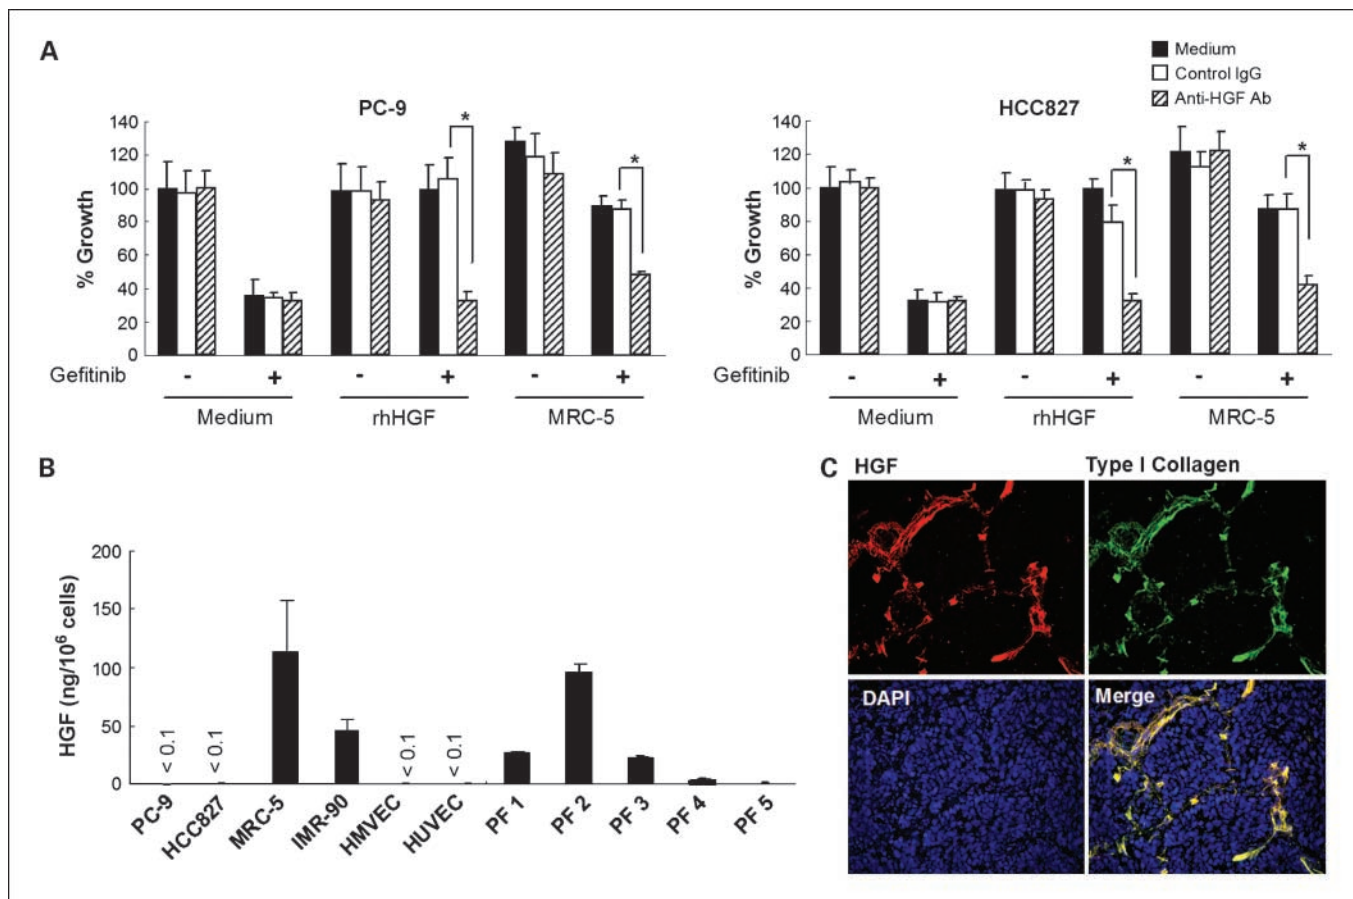 A
Medium
Control IgG
Anti-HGF Ab
PC-9
HCC827
% Growth
140
120
100
80
60
40
20
0
*
*
Gefitinib - + - + - +
Medium rhHGF MRC-5
% Growth
140
120
100
80
60
40
20
0
*
*
Gefitinib - + - + - +
Medium rhHGF MRC-5
B
HGF (ng/10⁶ cells)
200
150
100
50
0
< 0.1 < 0.1 < 0.1 < 0.1
PC-9 HCC827 MRC-5 IMR-90 HMVEC HUVEC PF 1 PF 2 PF 3 PF 4 PF 5
C HGF Type I Collagen
DAPI Merge